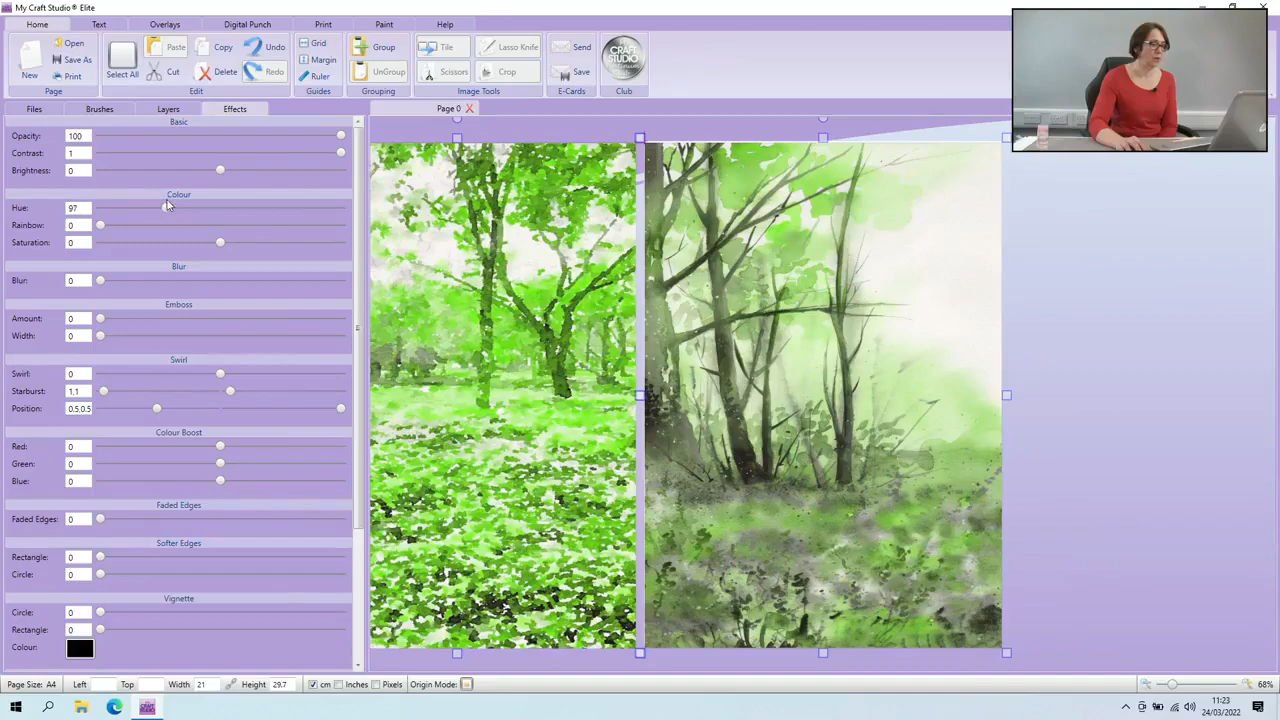 My Craft Studio® Elite
Home Text Overlays Digital Punch Print Paint Help
New Open Save As Print Page
Select All Paste Copy Undo Cut Delete Redo Edit
Grid Margin Ruler Guides
Group UnGroup Grouping
Tile Lasso Knife Scissors Crop Image Tools
Send Save E-Cards
CRAFT STUDIO Club
Files Brushes Layers Effects
Page 0
Basic
Opacity: 100
Contrast: 1
Brightness: 0
Colour
Hue: 97
Rainbow: 0
Saturation: 0
Blur
Blur: 0
Emboss
Amount: 0
Width: 0
Swirl
Swirl: 0
Starburst: 1,1
Position: 0.5,0.5
Colour Boost
Red: 0
Green: 0
Blue: 0
Faded Edges
Faded Edges: 0
Softer Edges
Rectangle: 0
Circle: 0
Vignette
Circle: 0
Rectangle: 0
Colour:
Page Size: A4 Left Top Width 21 Height 29.7 cm Inches Pixels Origin Mode: 68%
11:23
24/03/2022